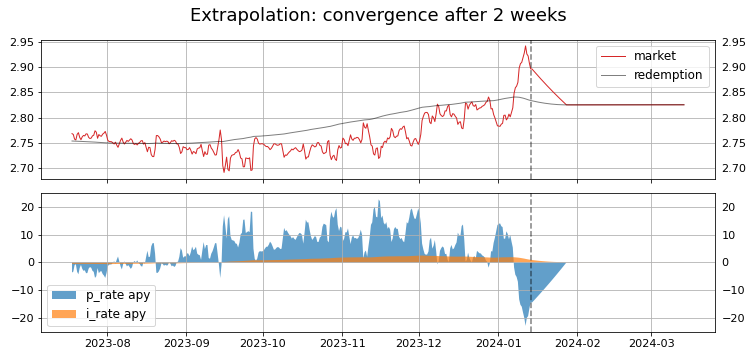 Extrapolation: convergence after 2 weeks
2.95 2.95
market
2.90 2.90
redemption
2.85 2.85
2.80 2.80
2.75 2.75
2.70 2.70
20 20
10 10
0 0
−10 −10
p_rate apy
−20 −20
i_rate apy
2023-08 2023-09 2023-10 2023-11 2023-12 2024-01 2024-02 2024-03